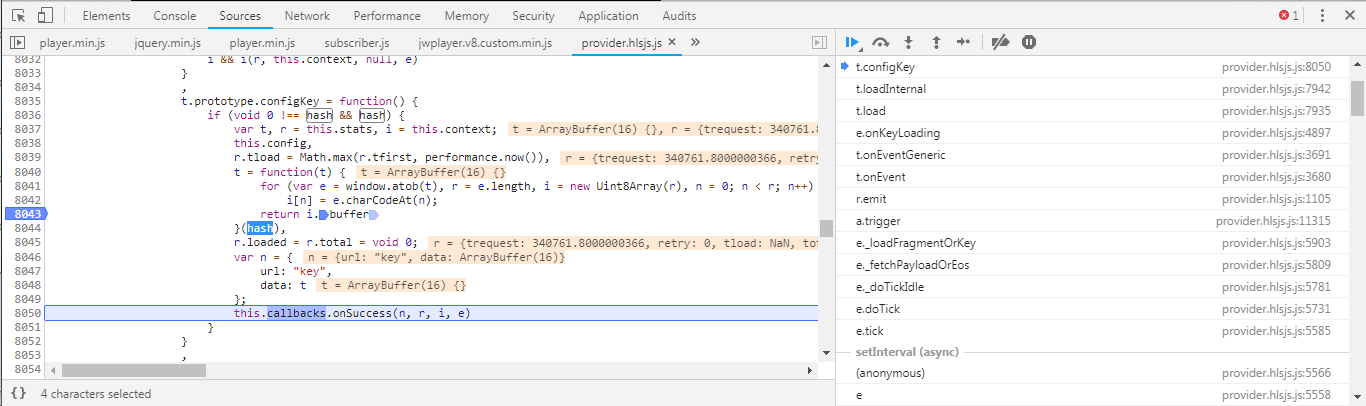 Elements Console Sources Network Performance Memory Security Application Audits 1
player.min.js jquery.min.js player.min.js subscriber.js jwplayer.v8.custom.min.js provider.hlsjs.js × »
8032 i && i(r, this.context, null, e)
8033 }
8034 ,
8035 t.prototype.configKey = function() {
8036 if (void 0 !== hash && hash) {
8037 var t, r = this.stats, i = this.context; t = ArrayBuffer(16) {}, r = {trequest: 340761.8
8038 this.config,
8039 r.tload = Math.max(r.tfirst, performance.now()), r = {trequest: 340761.8000000366, retry
8040 t = function(t) { t = ArrayBuffer(16) {}
8041 for (var e = window.atob(t), r = e.length, i = new Uint8Array(r), n = 0; n < r; n++)
8042 i[n] = e.charCodeAt(n);
8043 return i.buffer
8044 }(hash),
8045 r.loaded = r.total = void 0; r = {trequest: 340761.8000000366, retry: 0, tload: NaN, tot
8046 var n = { n = {url: "key", data: ArrayBuffer(16)}
8047 url: "key",
8048 data: t t = ArrayBuffer(16) {}
8049 };
8050 this.callbacks.onSuccess(n, r, i, e)
8051 }
8052 }
8053 ,
8054
{} 4 characters selected
t.configKey provider.hlsjs.js:8050
t.loadInternal provider.hlsjs.js:7942
t.load provider.hlsjs.js:7935
e.onKeyLoading provider.hlsjs.js:4897
t.onEventGeneric provider.hlsjs.js:3691
t.onEvent provider.hlsjs.js:3680
r.emit provider.hlsjs.js:1105
a.trigger provider.hlsjs.js:11315
e._loadFragmentOrKey provider.hlsjs.js:5903
e._fetchPayloadOrEos provider.hlsjs.js:5809
e._doTickIdle provider.hlsjs.js:5781
e.doTick provider.hlsjs.js:5731
e.tick provider.hlsjs.js:5585
setInterval (async)
(anonymous) provider.hlsjs.js:5566
e provider.hlsjs.js:5558